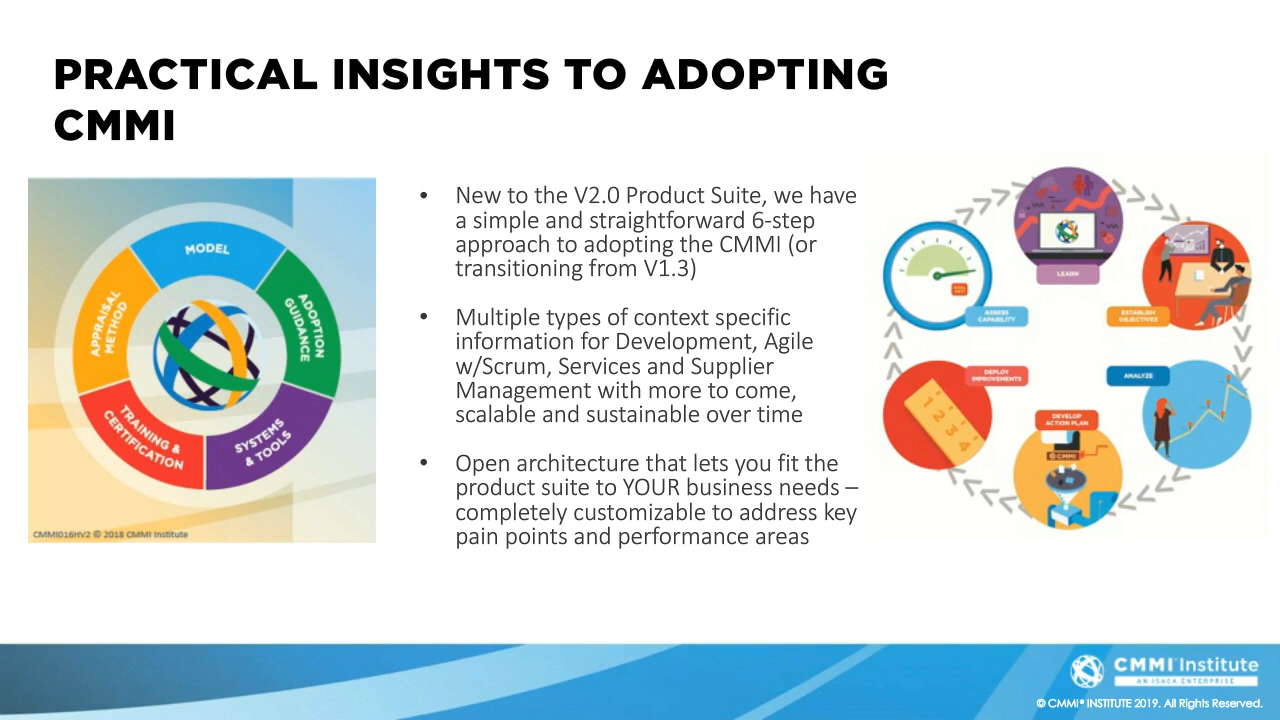 PRACTICAL INSIGHTS TO ADOPTING
CMMI
MODEL
ADOPTION
GUIDANCE
SYSTEMS
& TOOLS
TRAINING &
CERTIFICATION
APPRAISAL
METHOD
CMMI016HV2 © 2018 CMMI Institute
• New to the V2.0 Product Suite, we have
a simple and straightforward 6-step
approach to adopting the CMMI (or
transitioning from V1.3)
• Multiple types of context specific
information for Development, Agile
w/Scrum, Services and Supplier
Management with more to come,
scalable and sustainable over time
• Open architecture that lets you fit the
product suite to YOUR business needs –
completely customizable to address key
pain points and performance areas
LEARN
ESTABLISH
OBJECTIVES
ANALYZE
DEVELOP
ACTION PLAN
CMMI
DEPLOY
IMPROVEMENTS
1 2 3 4
ASSESS
CAPABILITY
CMMI® Institute
AN ISACA ENTERPRISE
© CMMI® INSTITUTE 2019. All Rights Reserved.